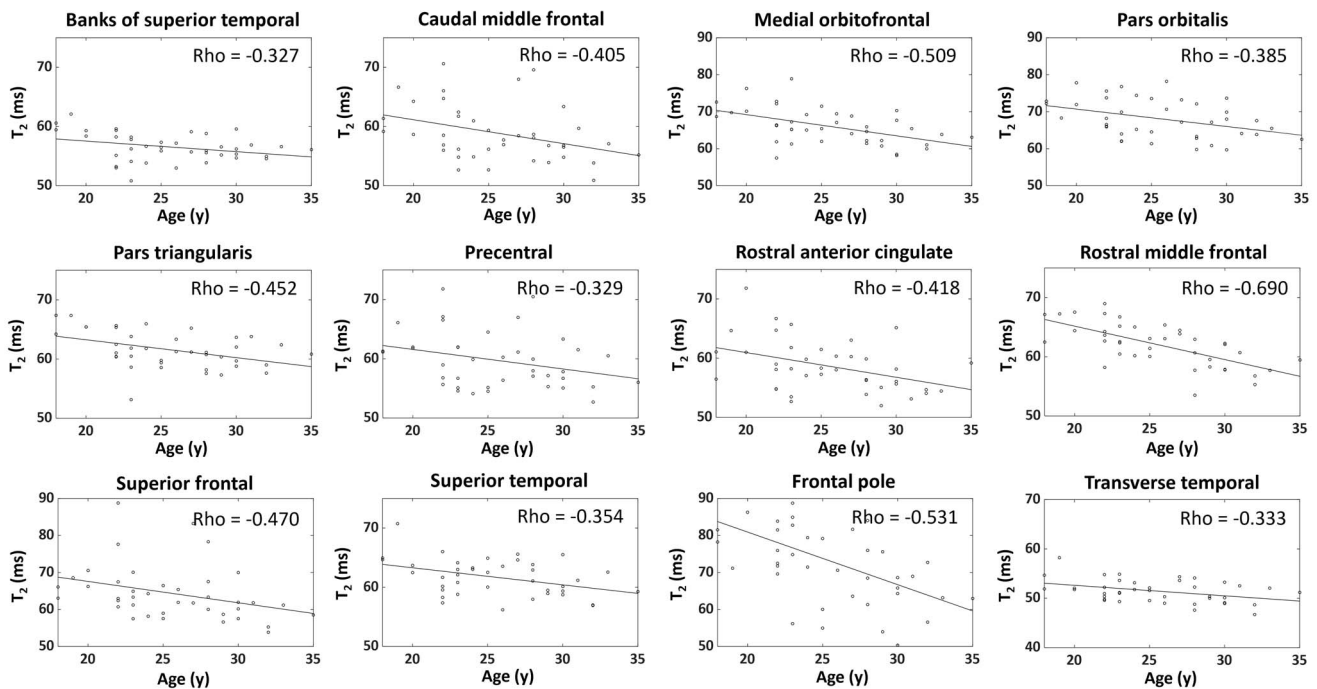 Banks of superior temporal
Rho = -0.327
T2 (ms)
70
60
50
20 25 30 35
Age (y)
Caudal middle frontal
Rho = -0.405
T2 (ms)
70
60
50
20 25 30 35
Age (y)
Medial orbitofrontal
Rho = -0.509
T2 (ms)
90
80
70
60
50
20 25 30 35
Age (y)
Pars orbitalis
Rho = -0.385
T2 (ms)
90
80
70
60
50
20 25 30 35
Age (y)
Pars triangularis
Rho = -0.452
T2 (ms)
70
60
50
20 25 30 35
Age (y)
Precentral
Rho = -0.329
T2 (ms)
70
60
50
20 25 30 35
Age (y)
Rostral anterior cingulate
Rho = -0.418
T2 (ms)
70
60
50
20 25 30 35
Age (y)
Rostral middle frontal
Rho = -0.690
T2 (ms)
70
60
50
20 25 30 35
Age (y)
Superior frontal
Rho = -0.470
T2 (ms)
90
80
70
60
50
20 25 30 35
Age (y)
Superior temporal
Rho = -0.354
T2 (ms)
70
60
50
20 25 30 35
Age (y)
Frontal pole
Rho = -0.531
T2 (ms)
90
80
70
60
50
20 25 30 35
Age (y)
Transverse temporal
Rho = -0.333
T2 (ms)
70
60
50
40
20 25 30 35
Age (y)